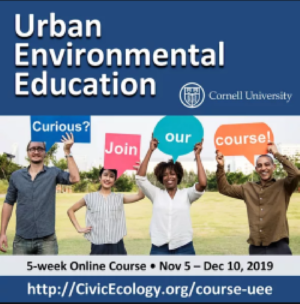 Urban
Environmental
Education
Cornell University
Curious?
Join
our
course!
5-week Online Course • Nov 5 – Dec 10, 2019
http://CivicEcology.org/course-uee